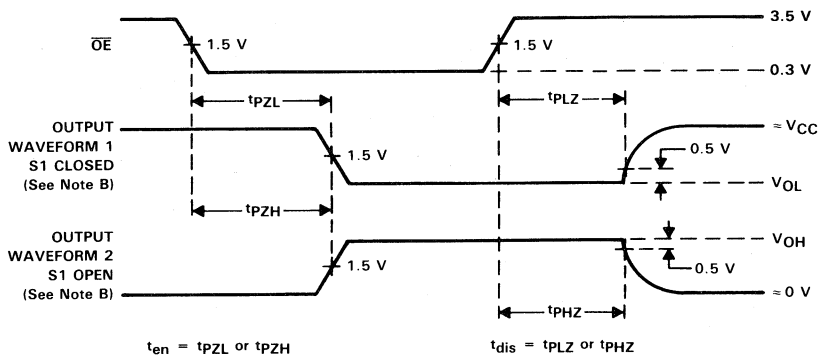 3.5 V
OE
1.5 V
1.5 V
0.3 V
tPZL
tPLZ
OUTPUT
WAVEFORM 1
S1 CLOSED
(See Note B)
1.5 V
≈ VCC
0.5 V
VOL
tPZH
OUTPUT
WAVEFORM 2
S1 OPEN
(See Note B)
1.5 V
VOH
0.5 V
≈ 0 V
tPHZ
ten = tPZL or tPZH
tdis = tPLZ or tPHZ